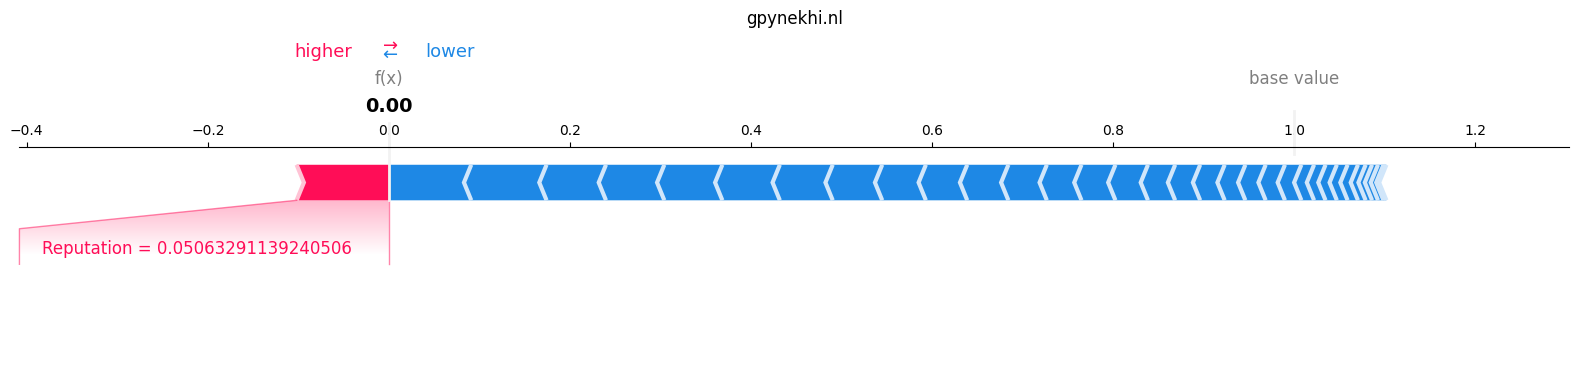 gpynekhi.nl
higher → ← lower
f(x) base value
0.00
−0.4 −0.2 0.0 0.2 0.4 0.6 0.8 1.0 1.2
Reputation = 0.05063291139240506